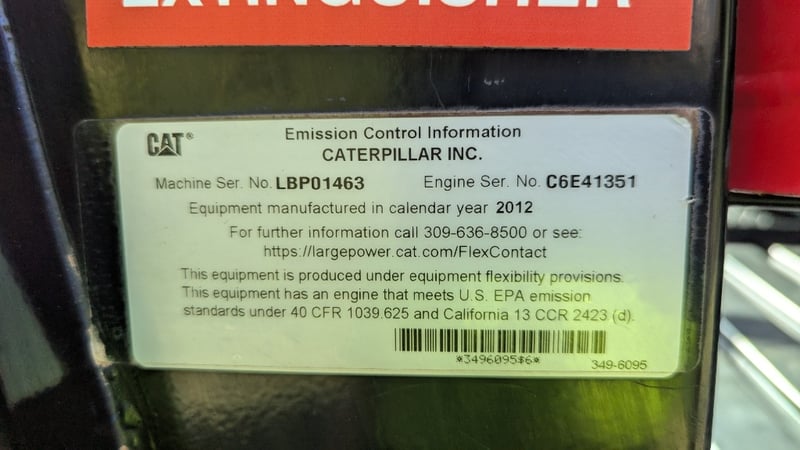 EXTINGUISHER
CAT®
Emission Control Information
CATERPILLAR INC.
Machine Ser. No. LBP01463 Engine Ser. No. C6E41351
Equipment manufactured in calendar year 2012
For further information call 309-636-8500 or see:
https://largepower.cat.com/FlexContact
This equipment is produced under equipment flexibility provisions.
This equipment has an engine that meets U.S. EPA emission
standards under 40 CFR 1039.625 and California 13 CCR 2423 (d).
*3496095$6*
349-6095